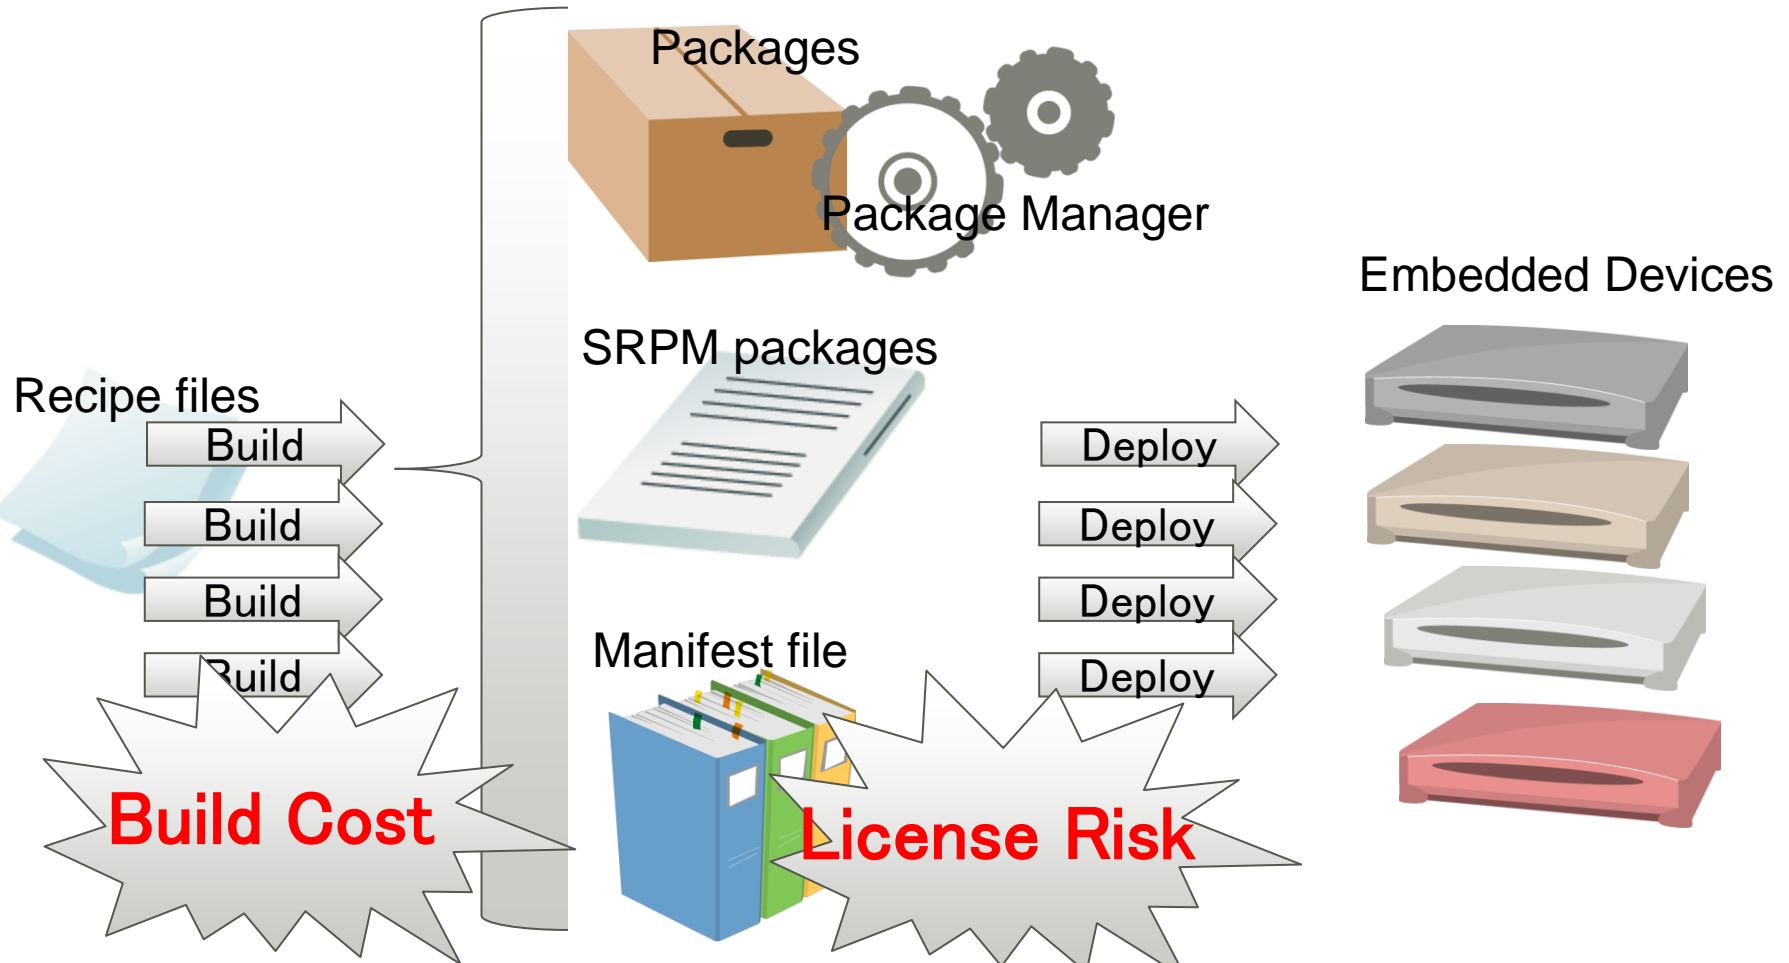 Packages
Package Manager
Embedded Devices
SRPM packages
Recipe files
Build
Build
Build
Build
Deploy
Deploy
Deploy
Deploy
Manifest file
Build Cost
License Risk